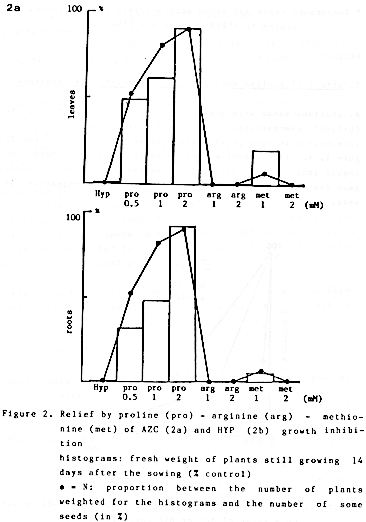 2a
100 %
leaves
Hyp pro pro pro arg arg met met
0.5 1 2 1 2 1 2 (mM)
100 %
roots
Hyp pro pro pro arg arg met met
0.5 1 2 1 2 1 2 (mM)
Figure 2. Relief by proline (pro) - arginine (arg) - methio-
nine (met) of AZC (2a) and HYP (2b) growth inhibi-
tion
histograms: fresh weight of plants still growing 14
days after the sowing (% control)
● = N: proportion between the number of plants
weighted for the histograms and the number of some
seeds (in %)